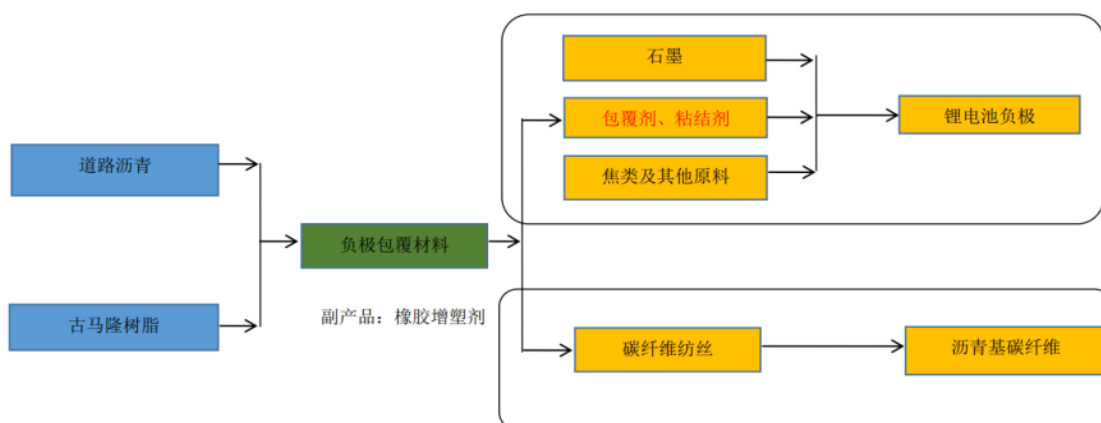 石墨
包覆剂、粘结剂
锂电池负极
道路沥青
焦类及其他原料
负极包覆材料
副产品：橡胶增塑剂
古马隆树脂
碳纤维纺丝
沥青基碳纤维